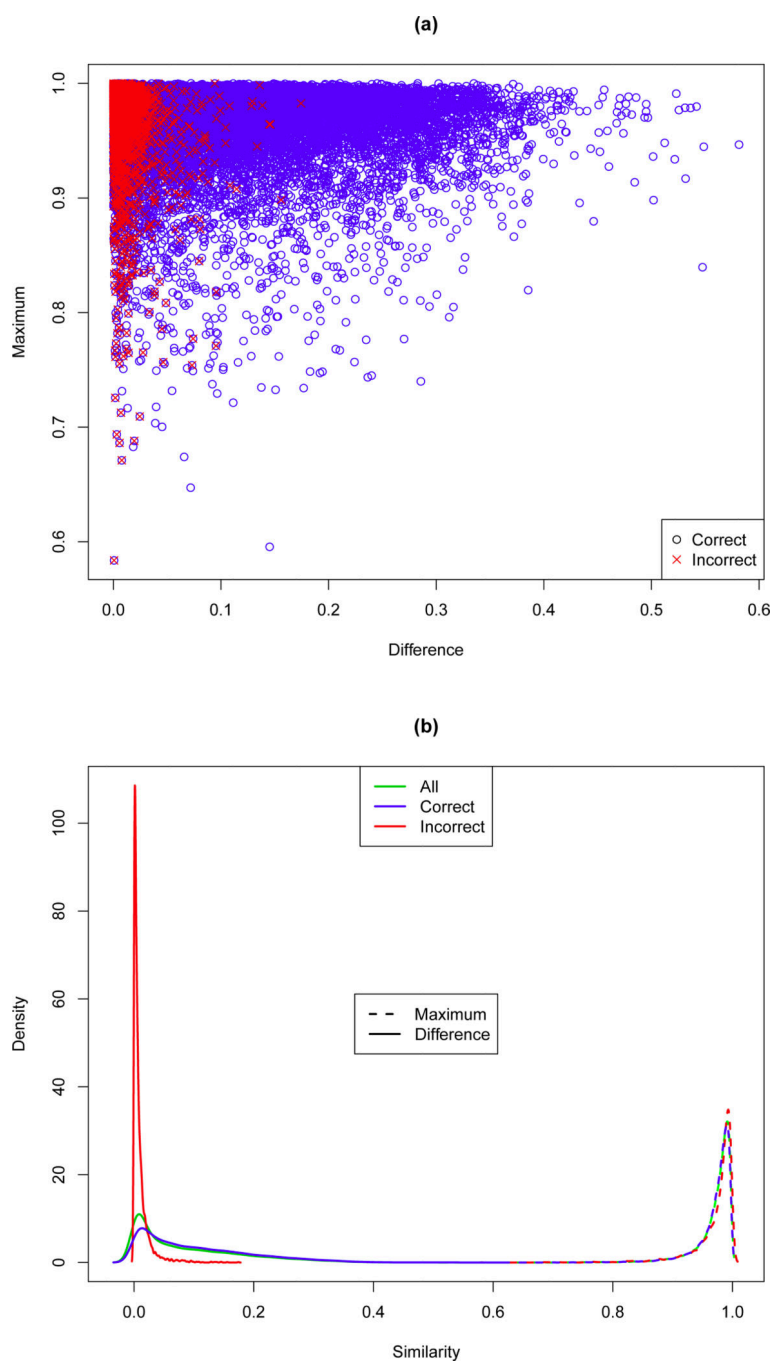 (a)
Maximum
1.0
0.9
0.8
0.7
0.6
Correct
Incorrect
0.0 0.1 0.2 0.3 0.4 0.5 0.6
Difference
(b)
Density
100
80
60
40
20
0
All
Correct
Incorrect
Maximum
Difference
0.0 0.2 0.4 0.6 0.8 1.0
Similarity